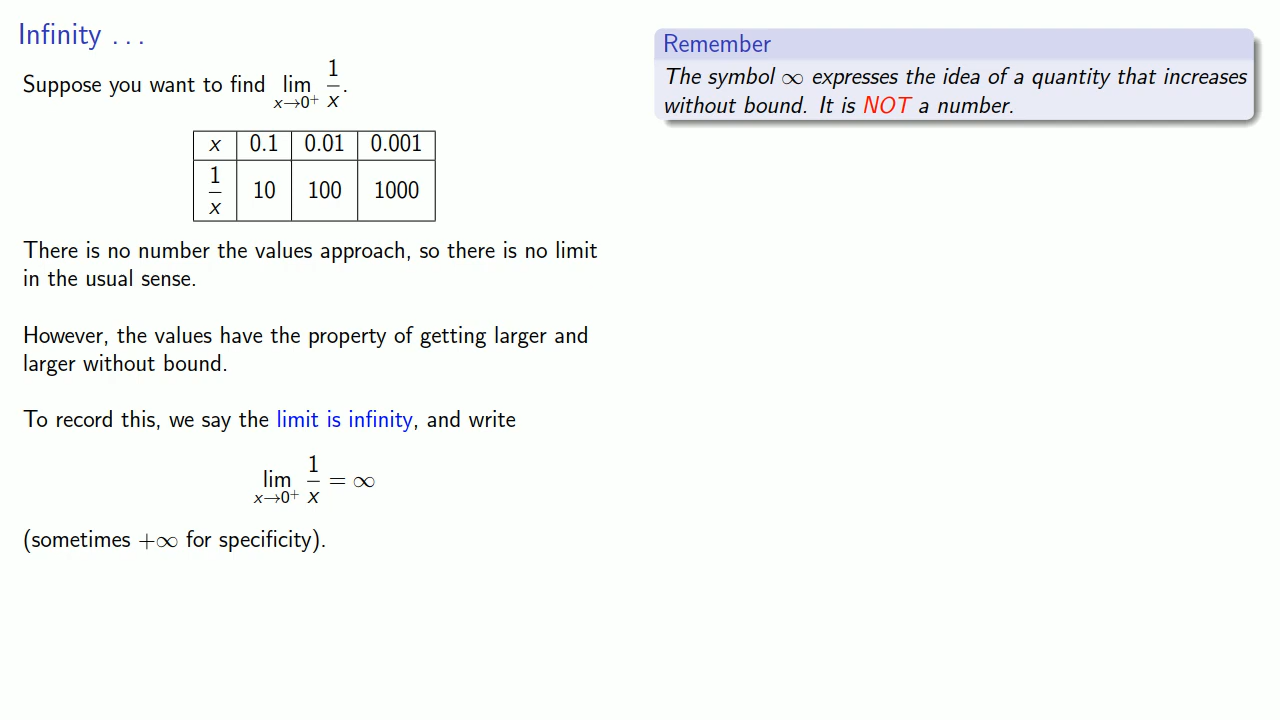 Infinity . . .
Suppose you want to find lim x→0⁺ 1/x.
x 0.1 0.01 0.001
1/x 10 100 1000
There is no number the values approach, so there is no limit
in the usual sense.
However, the values have the property of getting larger and
larger without bound.
To record this, we say the limit is infinity, and write
lim x→0⁺ 1/x = ∞
(sometimes +∞ for specificity).
Remember
The symbol ∞ expresses the idea of a quantity that increases
without bound. It is NOT a number.